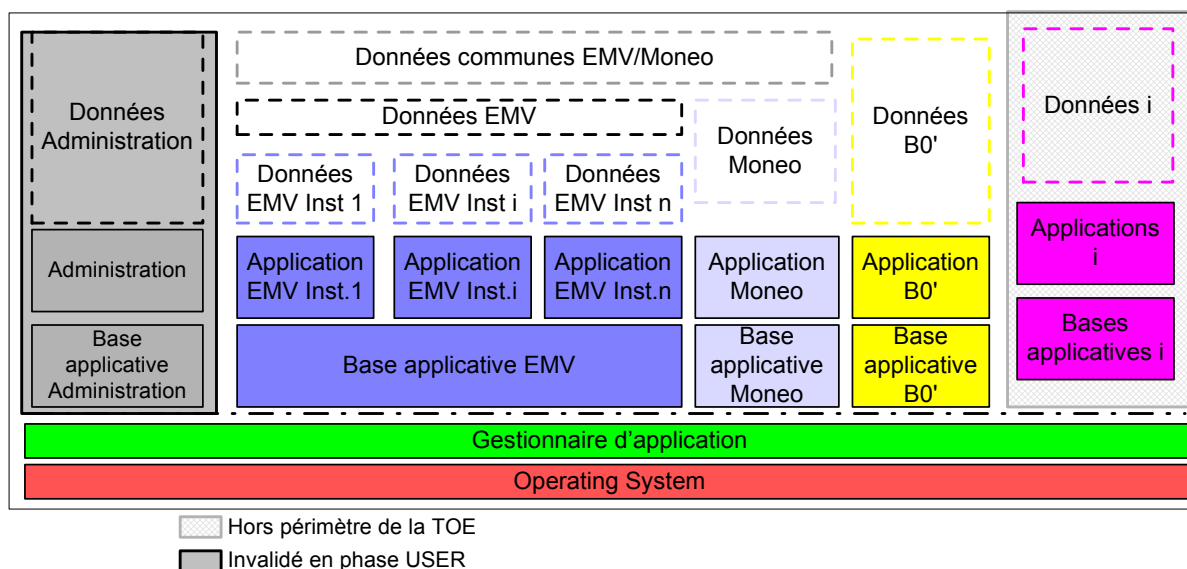 Données
Administration
Administration
Base
applicative
Administration
Données communes EMV/Moneo
Données EMV
Données
EMV Inst 1
Données
EMV Inst i
Données
EMV Inst n
Application
EMV Inst.1
Application
EMV Inst.i
Application
EMV Inst.n
Base applicative EMV
Données
Moneo
Application
Moneo
Base
applicative
Moneo
Données
B0'
Application
B0'
Base
applicative
B0'
Données i
Applications
i
Bases
applicatives i
Gestionnaire d’application
Operating System
Hors périmètre de la TOE
Invalidé en phase USER